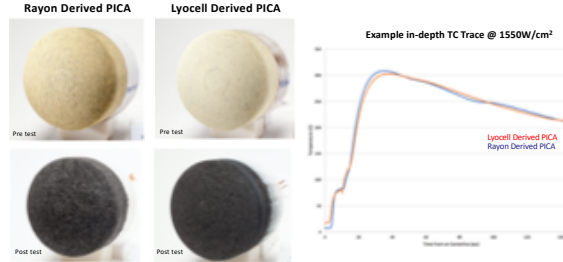 Rayon Derived PICA
Lyocell Derived PICA
Pre test
Pre test
Post test
Post test
Example in-depth TC Trace @ 1550W/cm²
Lyocell Derived PICA
Rayon Derived PICA